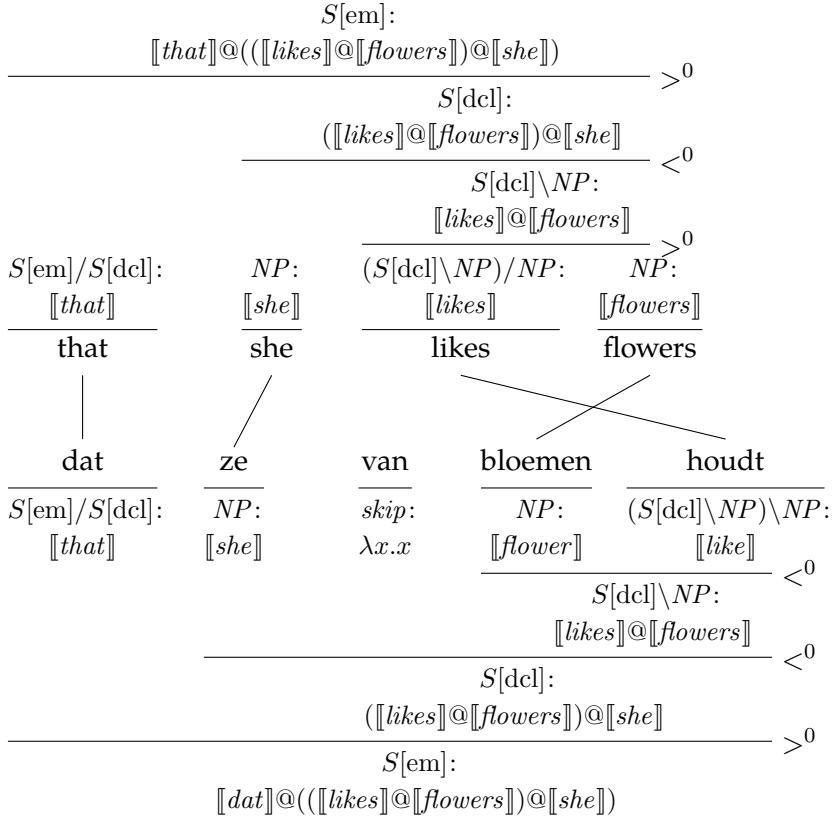 S[em]:
⟦that⟧@((⟦likes⟧@⟦flowers⟧)@⟦she⟧)
>0
S[dcl]:
(⟦likes⟧@⟦flowers⟧)@⟦she⟧
<0
S[dcl]\NP:
⟦likes⟧@⟦flowers⟧
>0
S[em]/S[dcl]: NP: (S[dcl]\NP)/NP: NP:
⟦that⟧ ⟦she⟧ ⟦likes⟧ ⟦flowers⟧
that she likes flowers
dat ze van bloemen houdt
S[em]/S[dcl]: NP: skip: NP: (S[dcl]\NP)\NP:
⟦that⟧ ⟦she⟧ λx.x ⟦flower⟧ ⟦like⟧
<0
S[dcl]\NP:
⟦likes⟧@⟦flowers⟧
<0
S[dcl]:
(⟦likes⟧@⟦flowers⟧)@⟦she⟧
>0
S[em]:
⟦dat⟧@((⟦likes⟧@⟦flowers⟧)@⟦she⟧)